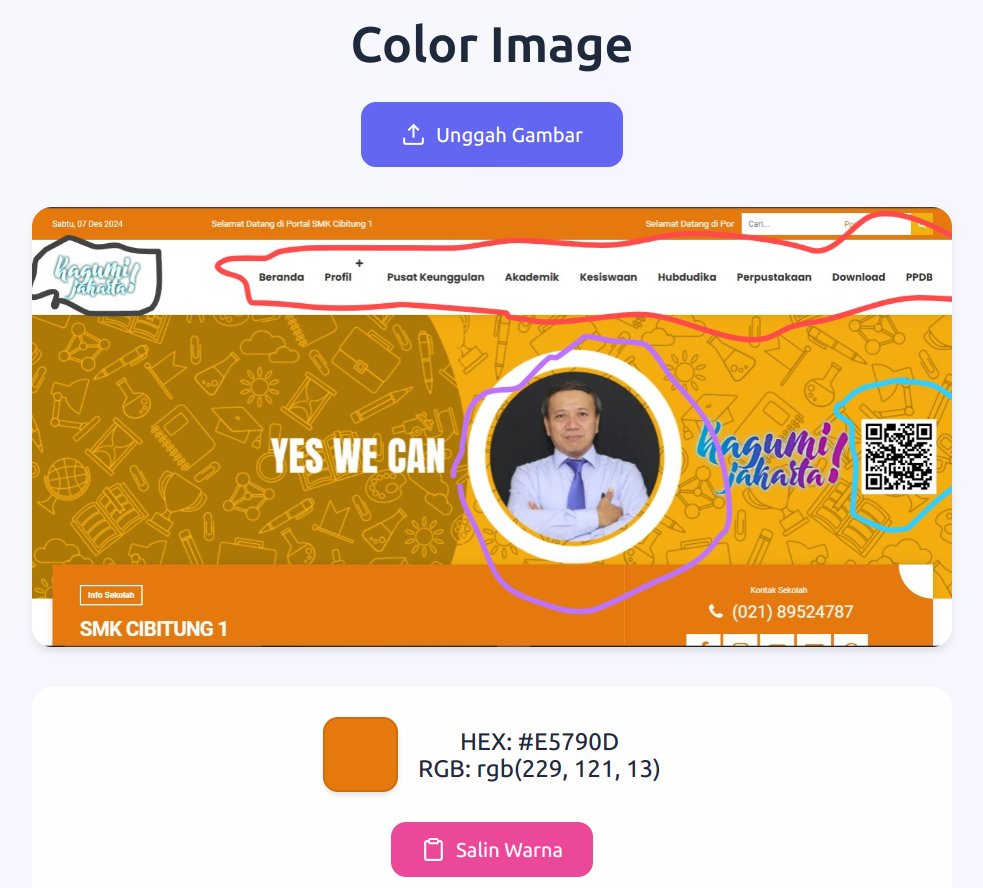 Color Image
Unggah Gambar
Sabtu, 07 Des 2024 Selamat Datang di Portal SMK Cibitung 1 Selamat Datang di Por Cari...
kagumi jakarta!
Beranda Profil + Pusat Keunggulan Akademik Kesiswaan Hubdudika Perpustakaan Download PPDB
YES WE CAN
kagumi
jakarta!
Info Sekolah
SMK CIBITUNG 1
Kontak Sekolah
(021) 89524787
HEX: #E5790D
RGB: rgb(229, 121, 13)
Salin Warna